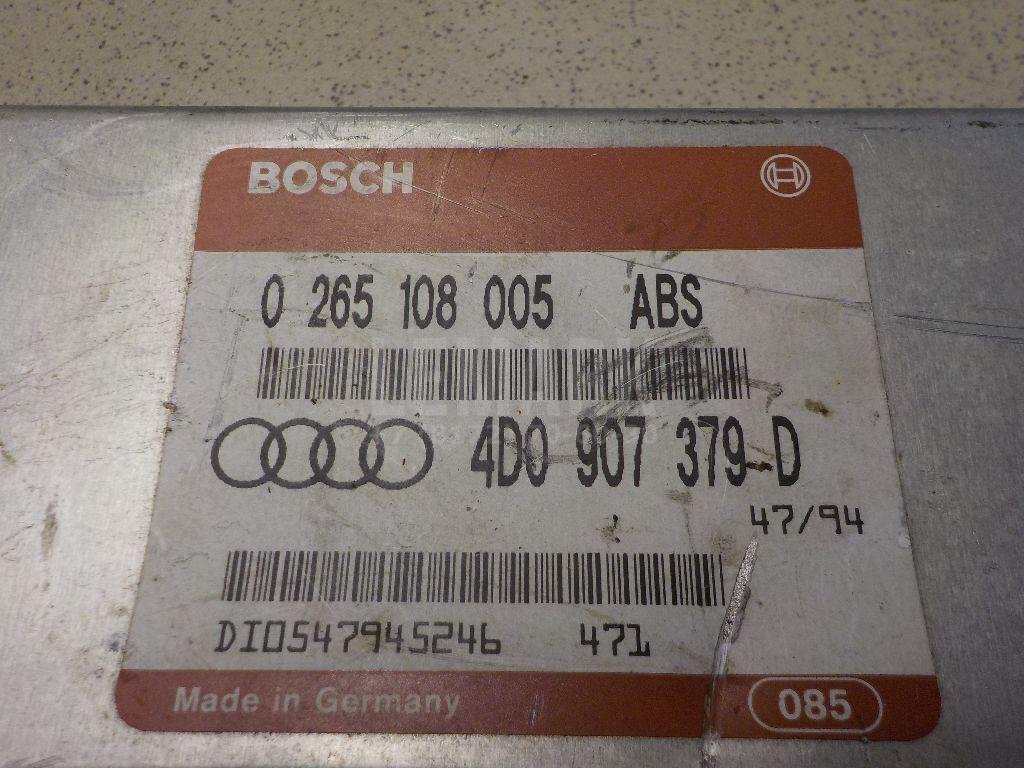 BOSCH
0 265 108 005 ABS
4D0 907 379 D
47/94
DI0547945246 471
Made in Germany 085